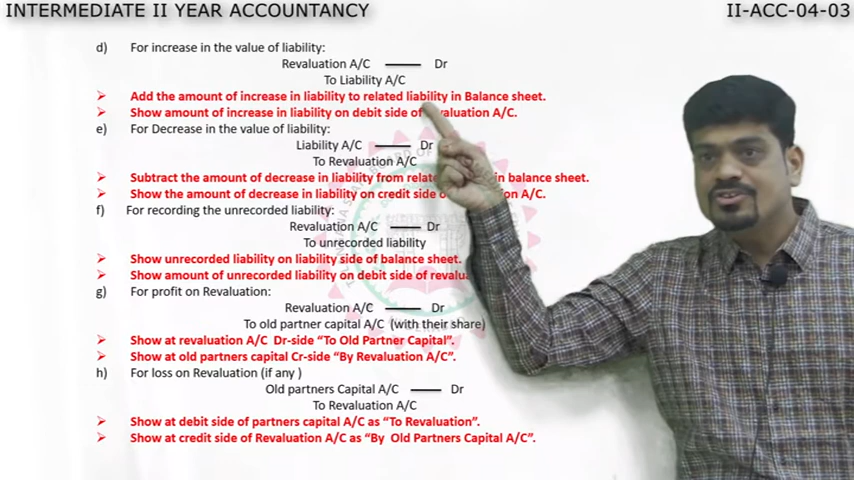 INTERMEDIATE II YEAR ACCOUNTANCY
II-ACC-04-03
d) For increase in the value of liability:
Revaluation A/C —— Dr
To Liability A/C
➢ Add the amount of increase in liability to related liability in Balance sheet.
➢ Show amount of increase in liability on debit side of evaluation A/C.
e) For Decrease in the value of liability:
Liability A/C —— Dr
To Revaluation A/C
➢ Subtract the amount of decrease in liability from in balance sheet.
➢ Show the amount of decrease in liability on credit side A/C.
f) For recording the unrecorded liability:
Revaluation A/C —— Dr
To unrecorded liability
➢ Show unrecorded liability on liability side of balance sheet.
➢ Show amount of unrecorded liability on debit side of
g) For profit on Revaluation:
Revaluation A/C —— Dr
To old partner capital A/C (with their share)
➢ Show at revaluation A/C Dr-side “To Old Partner Capital”.
➢ Show at old partners capital Cr-side “By Revaluation A/C”.
h) For loss on Revaluation (if any )
Old partners Capital A/C —— Dr
To Revaluation A/C
➢ Show at debit side of partners capital A/C as “To Revaluation”.
➢ Show at credit side of Revaluation A/C as “By Old Partners Capital A/C”.